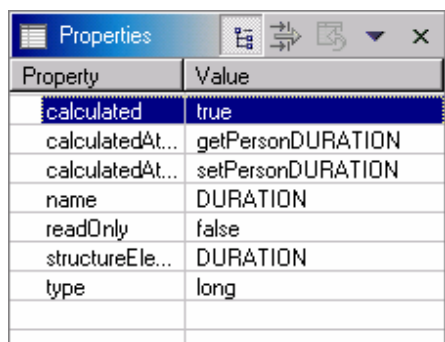 Properties
Property Value
calculated true
calculatedAt... getPersonDURATION
calculatedAt... setPersonDURATION
name DURATION
readOnly false
structureEle... DURATION
type long